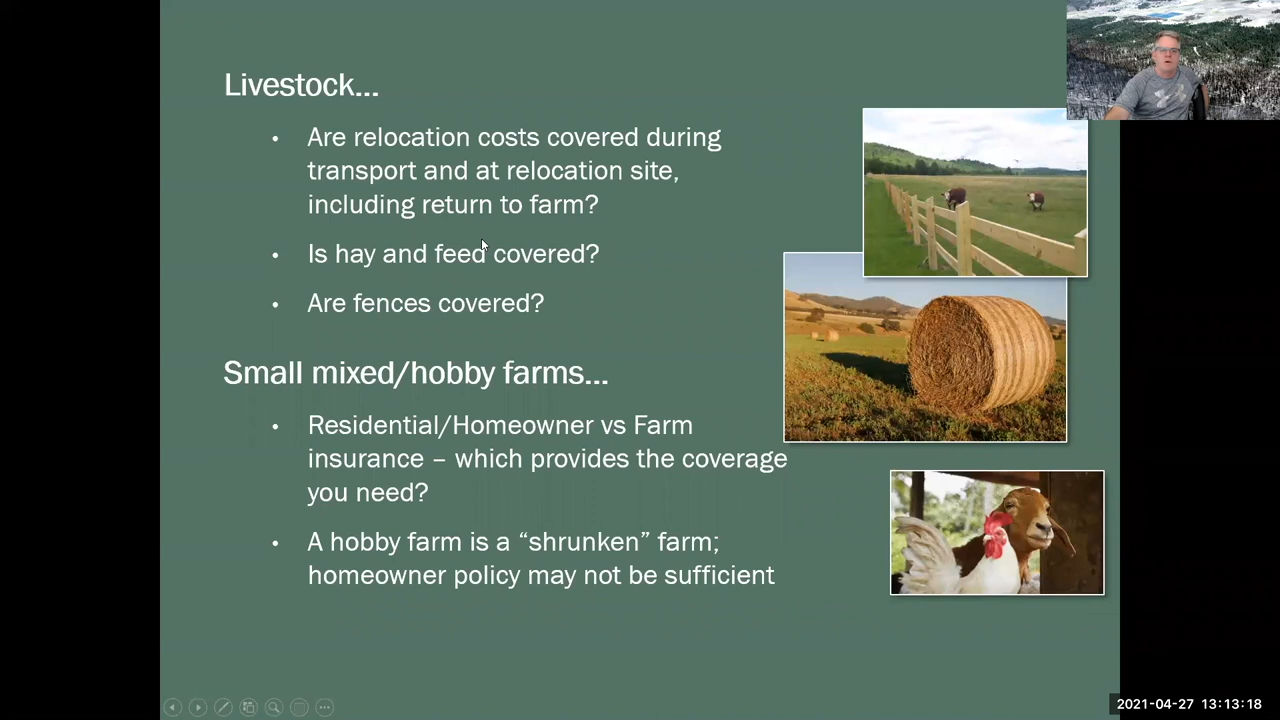 Livestock...
• Are relocation costs covered during
transport and at relocation site,
including return to farm?
• Is hay and feed covered?
• Are fences covered?
Small mixed/hobby farms...
• Residential/Homeowner vs Farm
insurance – which provides the coverage
you need?
• A hobby farm is a “shrunken” farm;
homeowner policy may not be sufficient
2021-04-27 13:13:18